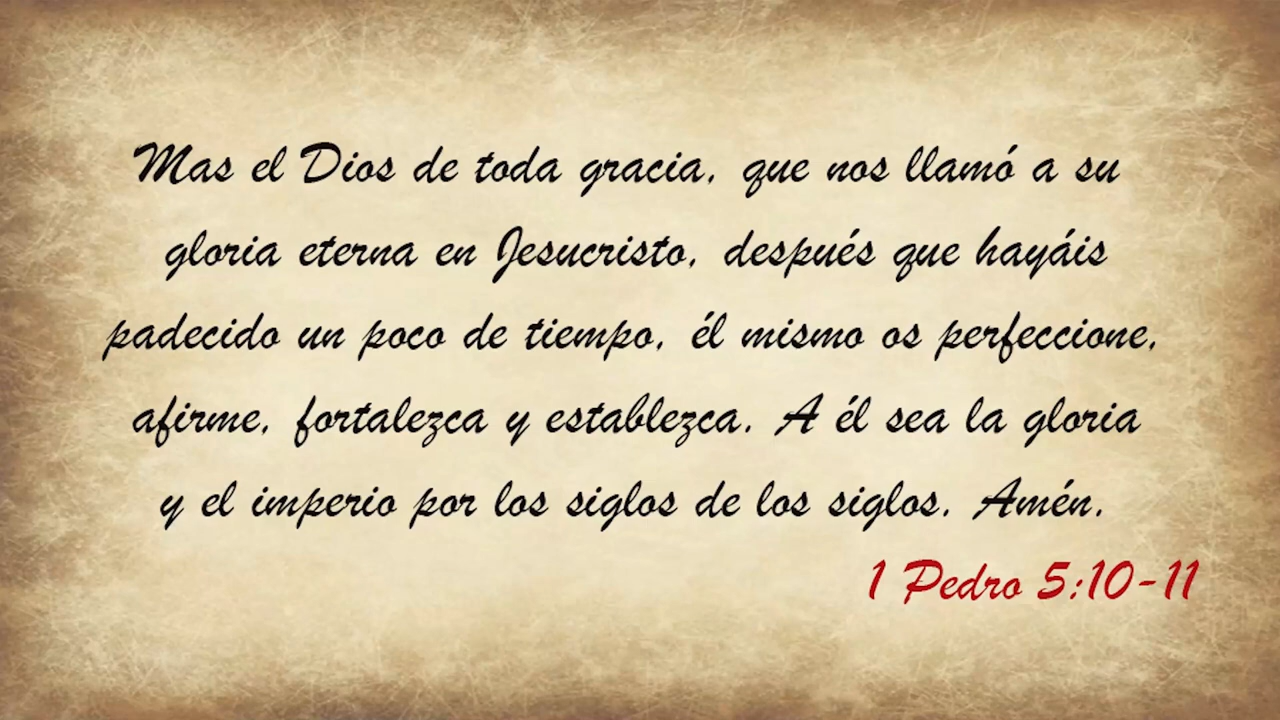 Mas el Dios de toda gracia, que nos llamó a su
gloria eterna en Jesucristo, después que hayáis
padecido un poco de tiempo, él mismo os perfeccione,
afirme, fortalezca y establezca. A él sea la gloria
y el imperio por los siglos de los siglos. Amén.
1 Pedro 5:10-11